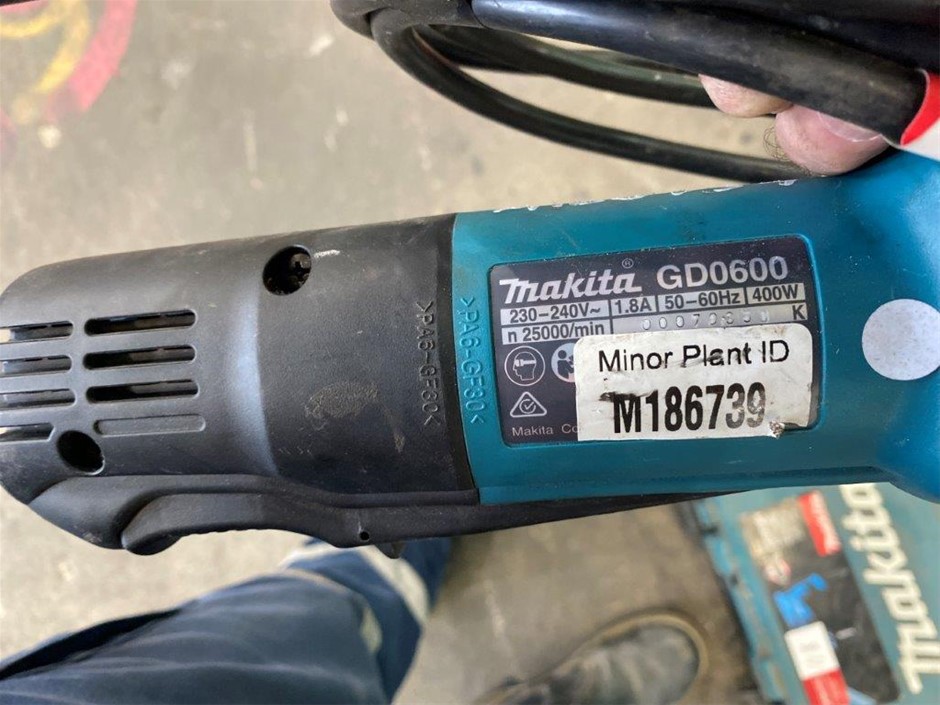 Makita® GD0600
230-240V~ 1.8A 50-60Hz 400W
n 25000/min K
Minor Plant ID
M186739
Makita Co
>PA6-GF30<
>PA6-GF30<
Makita